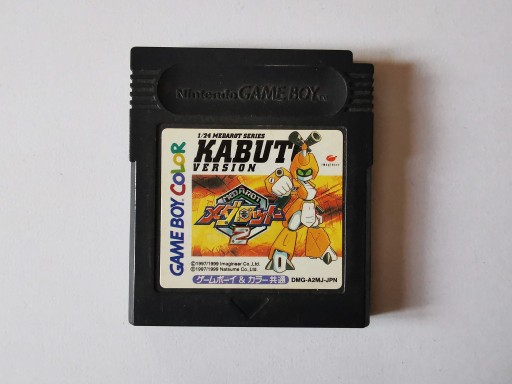 Nintendo GAME BOY
1/24 MEDAROT SERIES
KABUTO
VERSION
GAME BOY COLOR
MEDAROT
メダロット
2
©1997/1999 Imagineer Co.,Ltd.
©1997/1999 Natsume Co.,Ltd.
ゲームボーイ & カラー共通
DMG-A2MJ-JPN